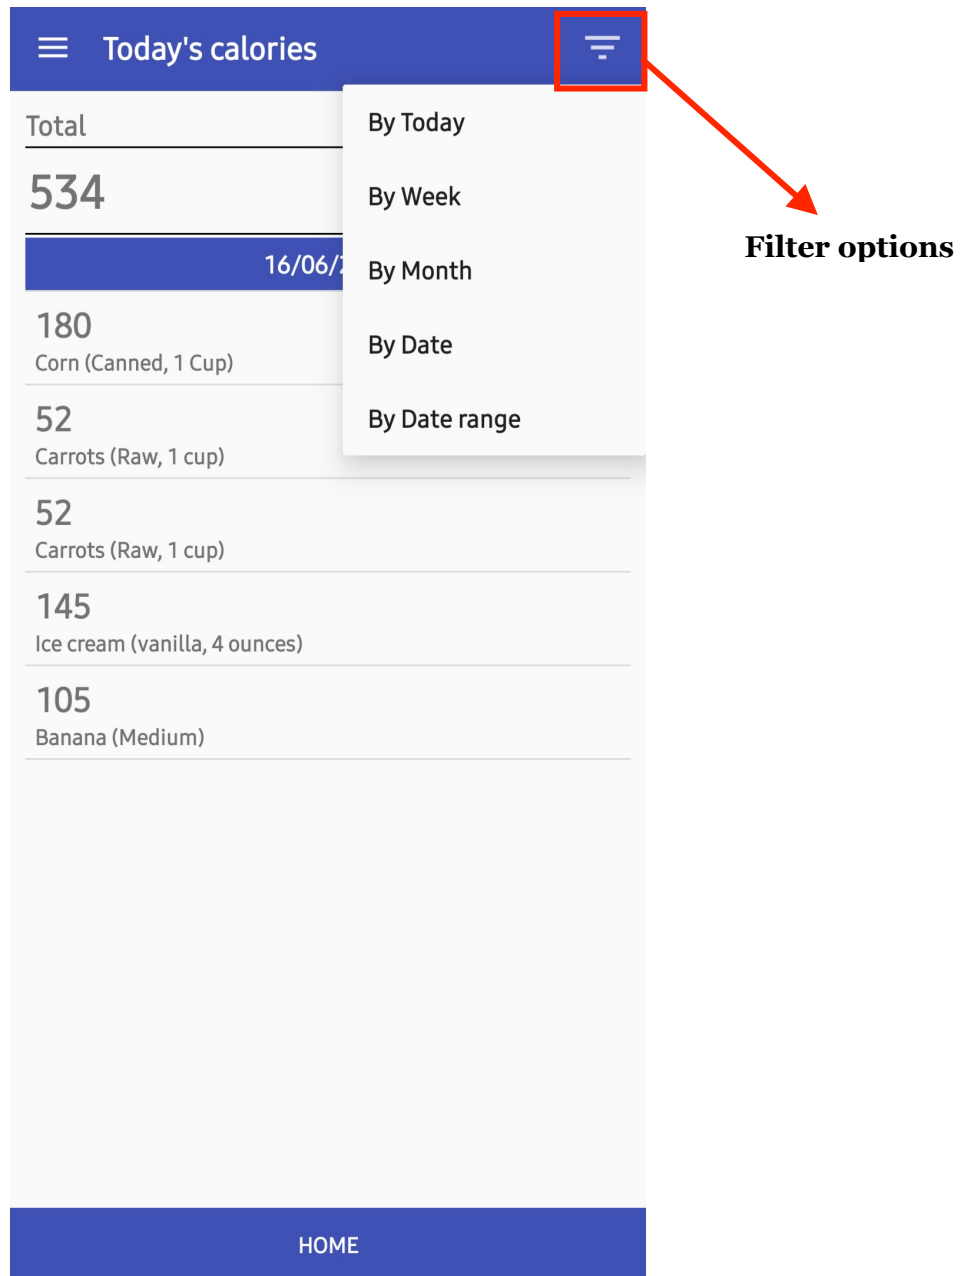 Today's calories
Total
534
16/06/
By Today
By Week
By Month
By Date
By Date range
Filter options
180
Corn (Canned, 1 Cup)
52
Carrots (Raw, 1 cup)
52
Carrots (Raw, 1 cup)
145
Ice cream (vanilla, 4 ounces)
105
Banana (Medium)
HOME